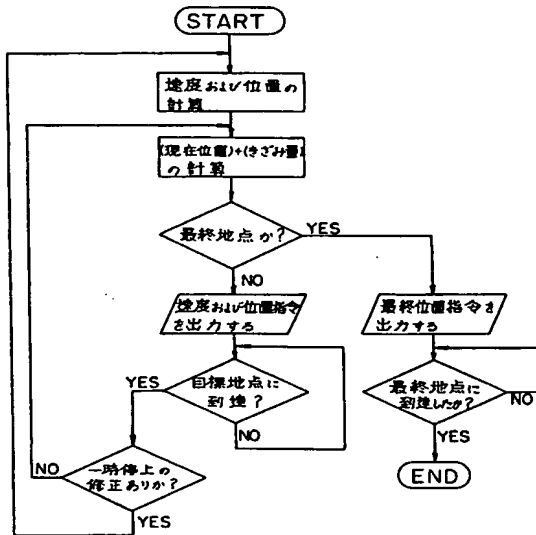 START
速度および位置の
計算
(現在位置)+(きざみ量)
の計算
最終地点か?
YES
NO
速度および位置指令
を出力する
最終位置指令を
出力する
目標地点に
到達?
YES
NO
最終地点に
到達したか?
NO
YES
END
一時停止の
修正ありか?
NO
YES